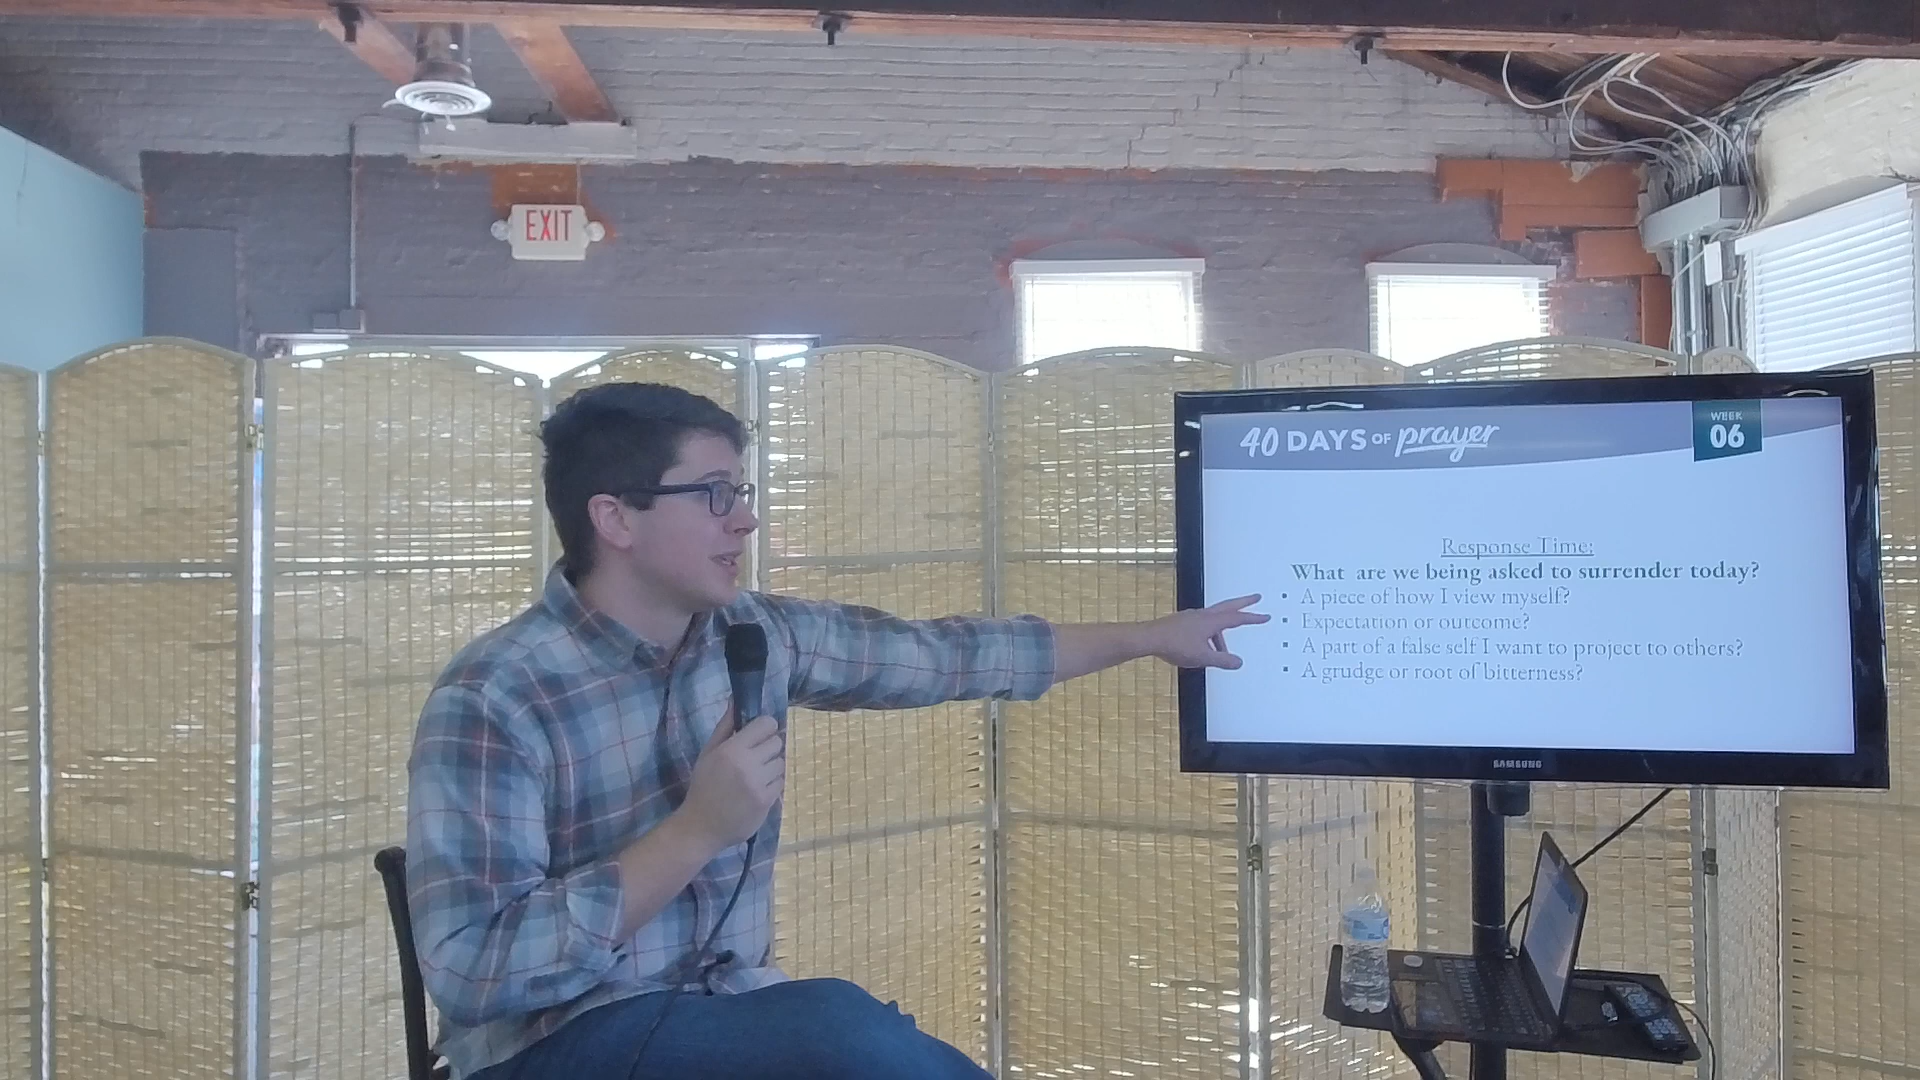 EXIT
40 DAYS OF prayer
WEEK
06
Response Time:
What are we being asked to surrender today?
▪ A piece of how I view myself?
▪ Expectation or outcome?
▪ A part of a false self I want to project to others?
▪ A grudge or root of bitterness?
SAMSUNG